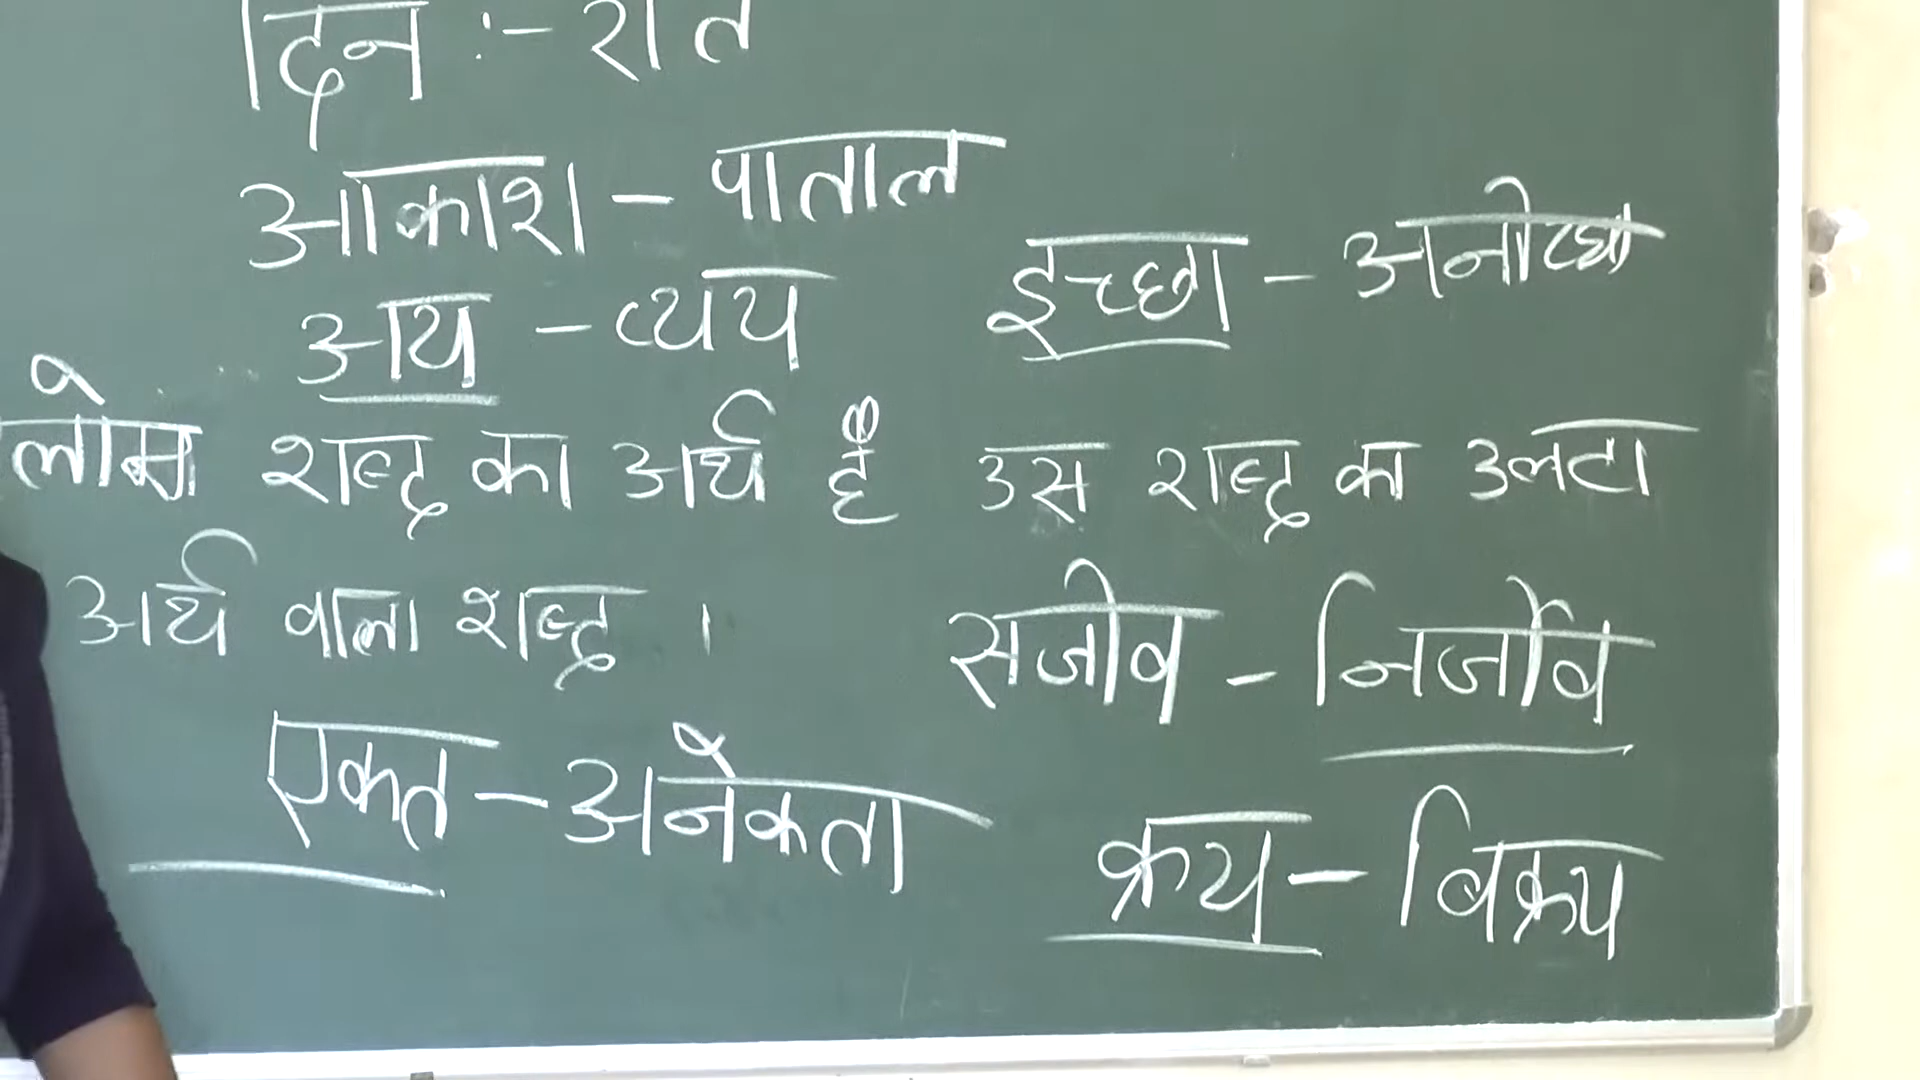 दिन :- रात
आकाश - पाताल
इच्छा - अनीच्छा
आय - व्यय
लोम शब्द का अर्थ है उस शब्द का उलटा
अर्थ वाला शब्द ।
सजीव - निर्जीव
एकत - अनेकता
क्रय - विक्रय